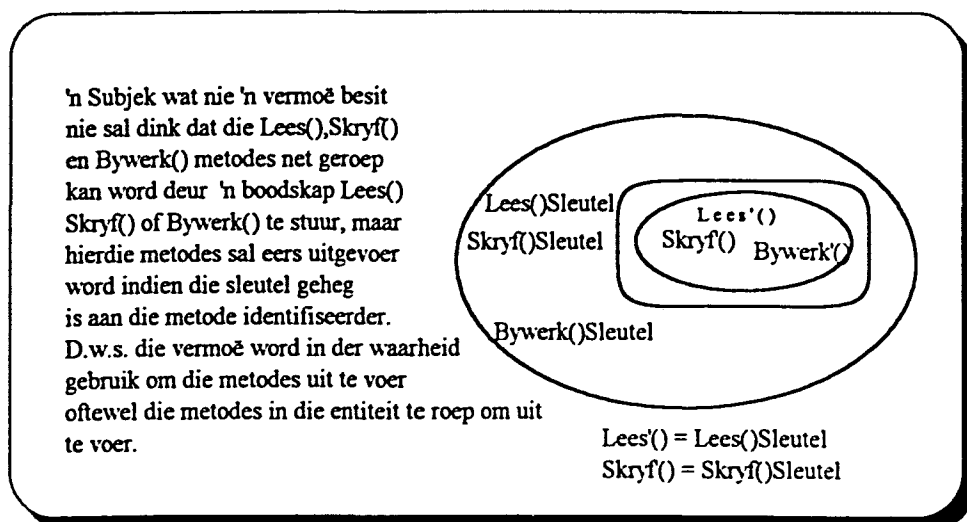 'n Subjek wat nie 'n vermoë besit
nie sal dink dat die Lees(),Skryf()
en Bywerk() metodes net geroep
kan word deur 'n boodskap Lees()
Skryf() of Bywerk() te stuur, maar
hierdie metodes sal eers uitgevoer
word indien die sleutel geheg
is aan die metode identifiseerder.
D.w.s. die vermoë word in der waarheid
gebruik om die metodes uit te voer
oftewel die metodes in die entiteit te roep om uit
te voer.
Lees()Sleutel
Skryf()Sleutel
Bywerk()Sleutel
Lees'()
Skryf'()
Bywerk'()
Lees'() = Lees()Sleutel
Skryf'() = Skryf()Sleutel